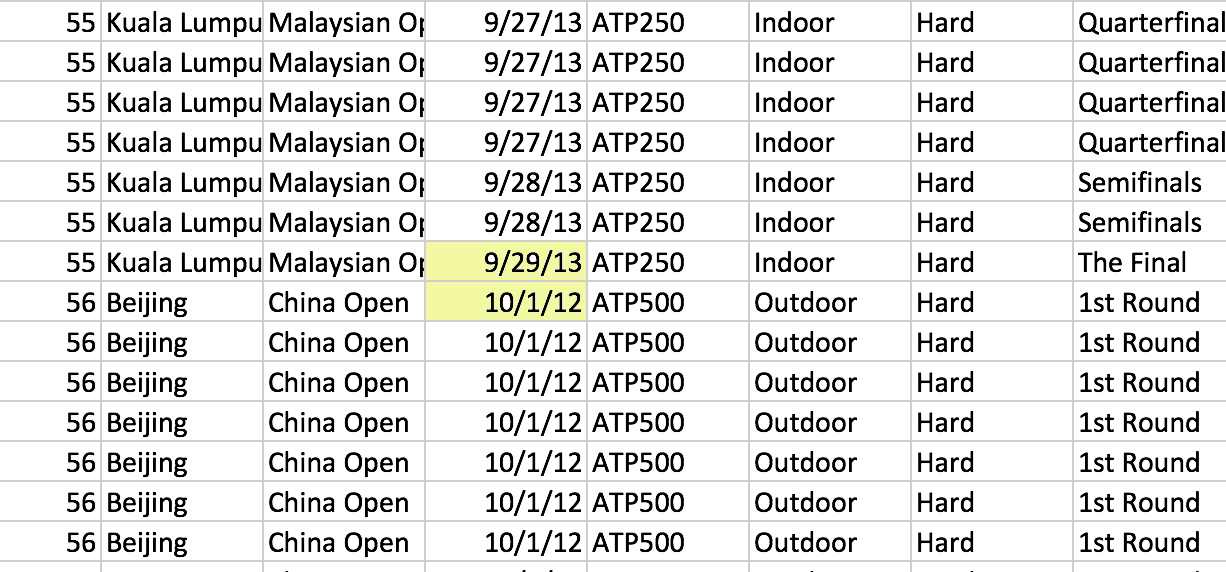 55 Kuala Lumpu Malaysian Op 9/27/13 ATP250 Indoor Hard Quarterfinal
55 Kuala Lumpu Malaysian Op 9/27/13 ATP250 Indoor Hard Quarterfinal
55 Kuala Lumpu Malaysian Op 9/27/13 ATP250 Indoor Hard Quarterfinal
55 Kuala Lumpu Malaysian Op 9/27/13 ATP250 Indoor Hard Quarterfinal
55 Kuala Lumpu Malaysian Op 9/28/13 ATP250 Indoor Hard Semifinals
55 Kuala Lumpu Malaysian Op 9/28/13 ATP250 Indoor Hard Semifinals
55 Kuala Lumpu Malaysian Op 9/29/13 ATP250 Indoor Hard The Final
56 Beijing China Open 10/1/12 ATP500 Outdoor Hard 1st Round
56 Beijing China Open 10/1/12 ATP500 Outdoor Hard 1st Round
56 Beijing China Open 10/1/12 ATP500 Outdoor Hard 1st Round
56 Beijing China Open 10/1/12 ATP500 Outdoor Hard 1st Round
56 Beijing China Open 10/1/12 ATP500 Outdoor Hard 1st Round
56 Beijing China Open 10/1/12 ATP500 Outdoor Hard 1st Round
56 Beijing China Open 10/1/12 ATP500 Outdoor Hard 1st Round